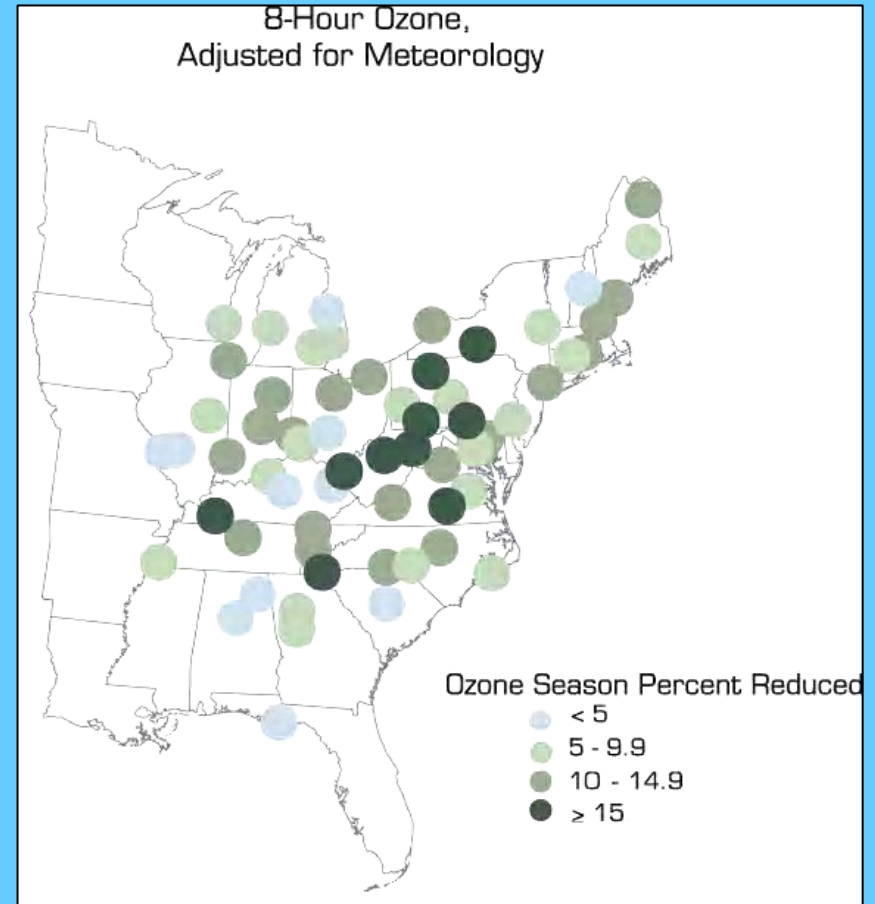 8-Hour Ozone,
Adjusted for Meteorology
Ozone Season Percent Reduced
< 5
5 - 9.9
10 - 14.9
≥ 15